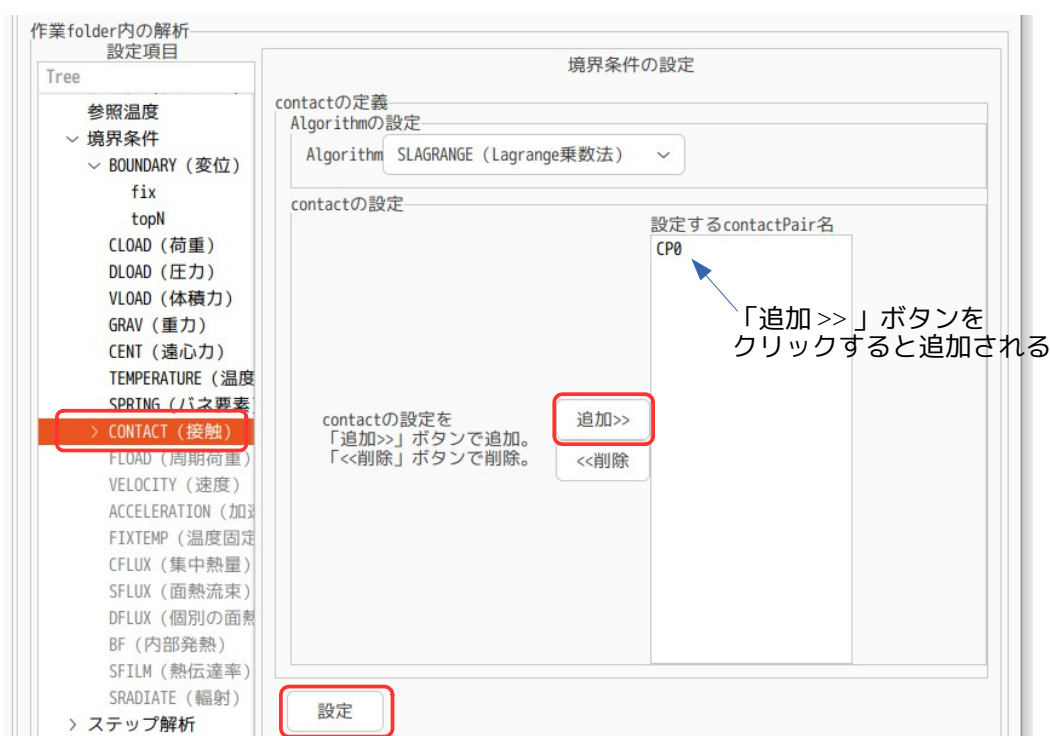 作業folder内の解析
設定項目
Tree
参照温度
境界条件
BOUNDARY (変位)
fix
topN
CLOAD (荷重)
DLOAD (圧力)
VLOAD (体積力)
GRAV (重力)
CENT (遠心力)
TEMPERATURE (温度
SPRING (バネ要素)
CONTACT (接触)
FLOAD (周期荷重)
VELOCITY (速度)
ACCELERATION (加速
FIXTEMP (温度固定
CFLUX (集中熱量)
SFLUX (面熱流束)
DFLUX (個別の面熱
BF (内部発熱)
SFILM (熱伝達率)
SRADIATE (輻射)
ステップ解析
境界条件の設定
contactの定義
Algorithmの設定
Algorithm SLAGRANGE (Lagrange乗数法)
contactの設定
設定するcontactPair名
CP0
「追加 >> 」ボタンを
クリックすると追加される
contactの設定を
「追加>>」ボタンで追加。
「<<削除」ボタンで削除。
追加>>
<<削除
設定